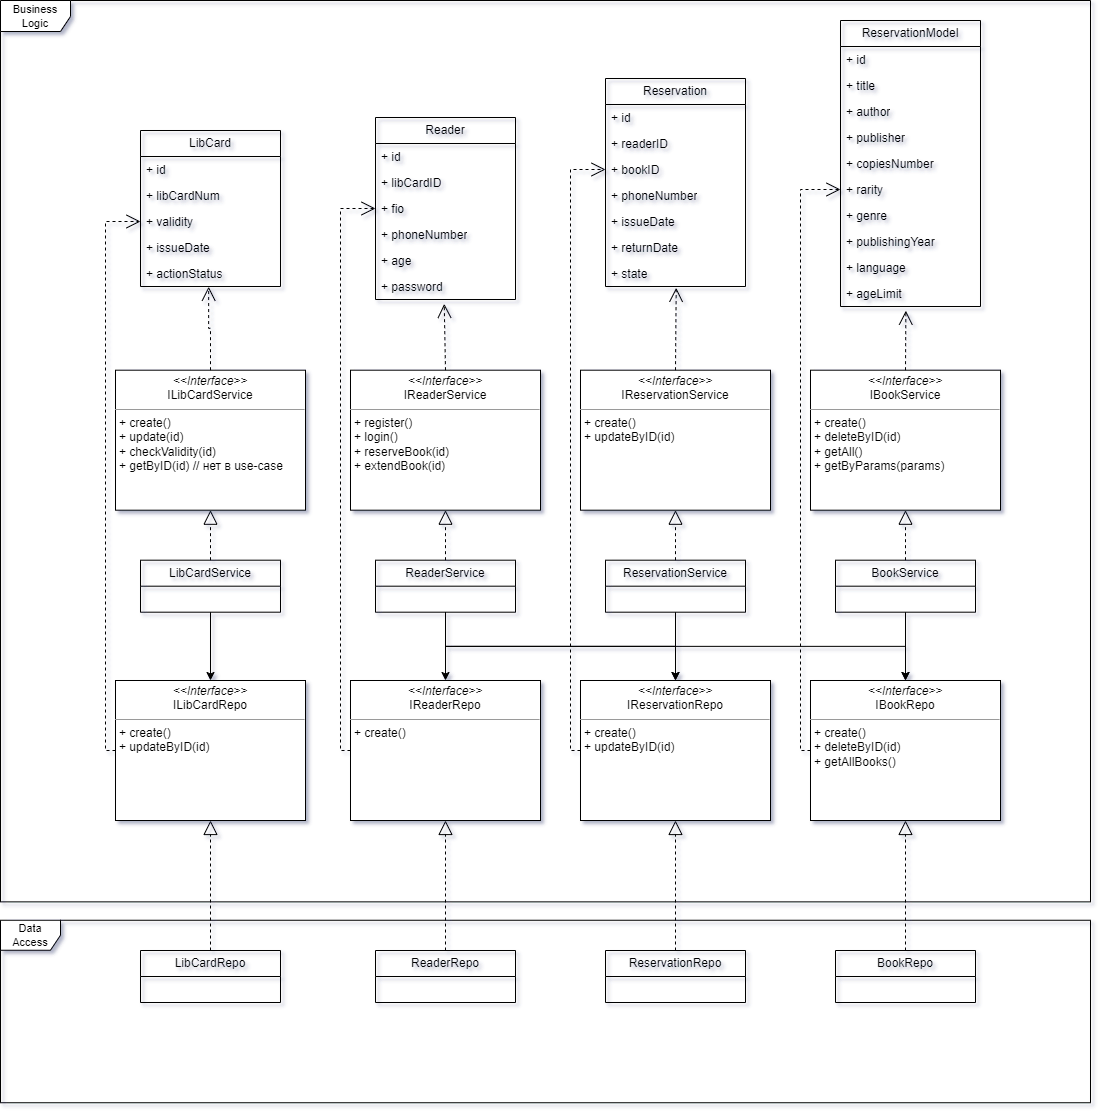 Business
Logic
LibCard
+ id
+ libCardNum
+ validity
+ issueDate
+ actionStatus
Reader
+ id
+ libCardID
+ fio
+ phoneNumber
+ age
+ password
Reservation
+ id
+ readerID
+ bookID
+ phoneNumber
+ issueDate
+ returnDate
+ state
ReservationModel
+ id
+ title
+ author
+ publisher
+ copiesNumber
+ rarity
+ genre
+ publishingYear
+ language
+ ageLimit
<<Interface>>
ILibCardService
+ create()
+ update(id)
+ checkValidity(id)
+ getByID(id) // нет в use-case
<<Interface>>
IReaderService
+ register()
+ login()
+ reserveBook(id)
+ extendBook(id)
<<Interface>>
IReservationService
+ create()
+ updateByID(id)
<<Interface>>
IBookService
+ create()
+ deleteByID(id)
+ getAll()
+ getByParams(params)
LibCardService
ReaderService
ReservationService
BookService
<<Interface>>
ILibCardRepo
+ create()
+ updateByID(id)
<<Interface>>
IReaderRepo
+ create()
<<Interface>>
IReservationRepo
+ create()
+ updateByID(id)
<<Interface>>
IBookRepo
+ create()
+ deleteByID(id)
+ getAllBooks()
Data
Access
LibCardRepo
ReaderRepo
ReservationRepo
BookRepo